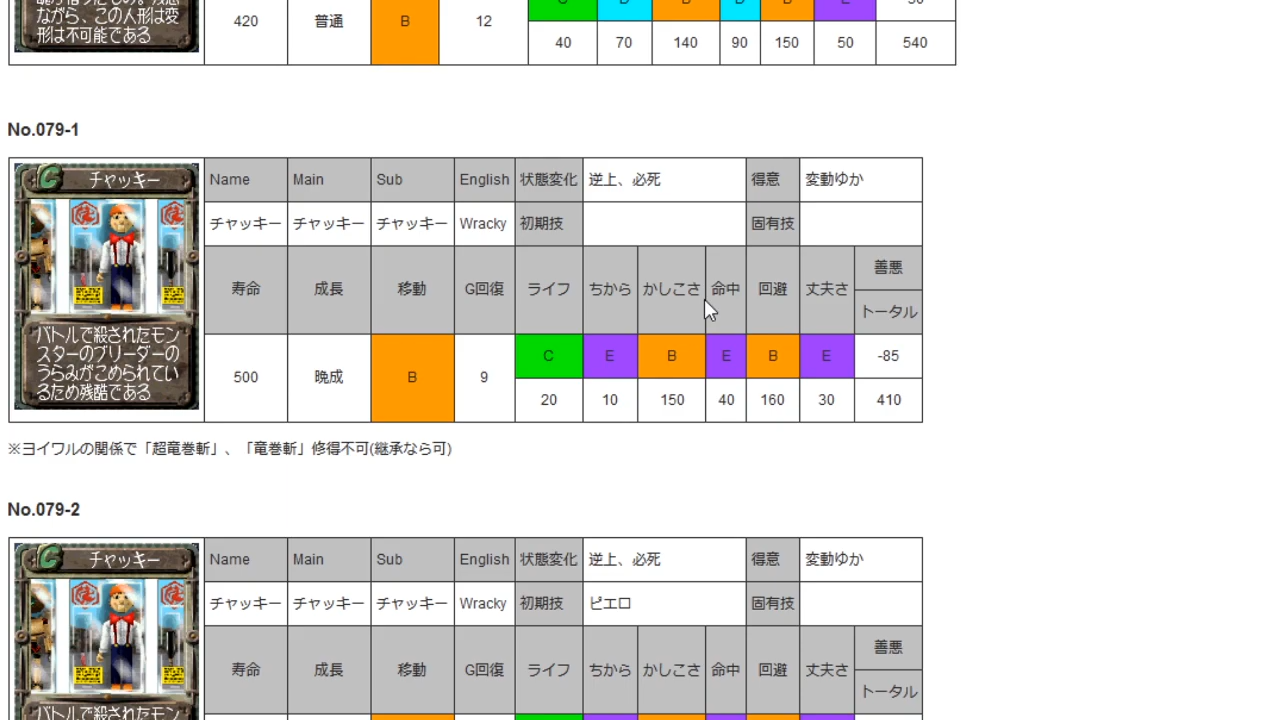 ながら、この人形は変
形は不可能である
420 普通 B 12
40 70 140 90 150 50 540
No.079-1
チャッキー
Name Main Sub English 状態変化 逆上、必死 得意 変動ゆか
チャッキー チャッキー チャッキー Wracky 初期技 固有技
寿命 成長 移動 G回復 ライフ ちから かしこさ 命中 回避 丈夫さ 善悪
トータル
500 晩成 B 9 C E B E B E -85
20 10 150 40 160 30 410
バトルで殺されたモン
スターのブリーダーの
うらみがこめられてい
るため残酷である
※ヨイワルの関係で「超竜巻斬」、「竜巻斬」修得不可(継承なら可)
No.079-2
チャッキー
Name Main Sub English 状態変化 逆上、必死 得意 変動ゆか
チャッキー チャッキー チャッキー Wracky 初期技 ピエロ 固有技
寿命 成長 移動 G回復 ライフ ちから かしこさ 命中 回避 丈夫さ 善悪
トータル
バトルで殺されたモン